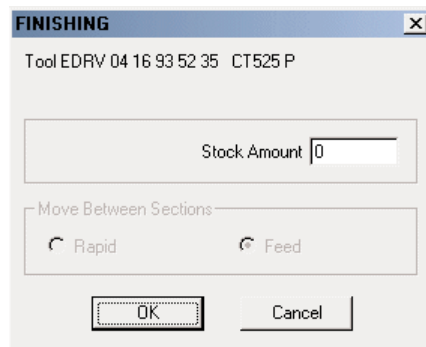 FINISHING
Tool EDRV 04 16 93 52 35 CT525 P
Stock Amount 0
Move Between Sections
Rapid Feed
OK Cancel